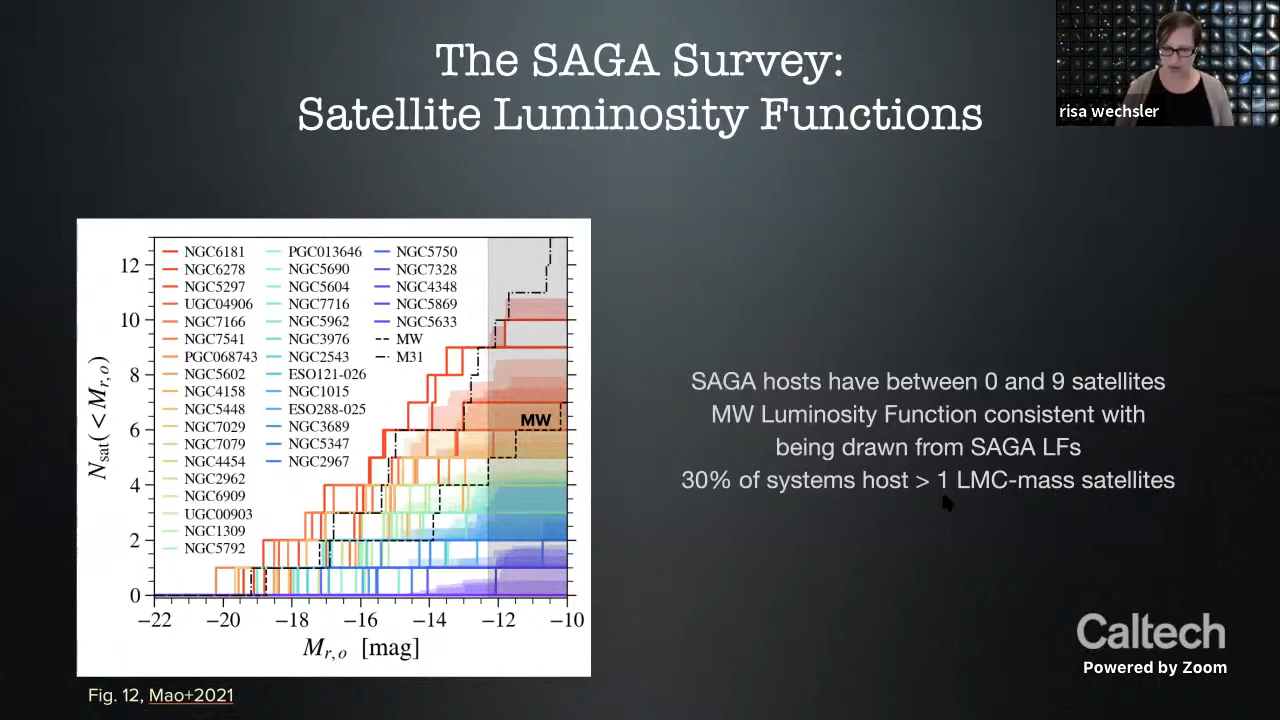 The SAGA Survey:
Satellite Luminosity Functions
risa wechsler
NGC6181
NGC6278
NGC5297
UGC04906
NGC7166
NGC7541
PGC068743
NGC5602
NGC4158
NGC5448
NGC7029
NGC7079
NGC4454
NGC2962
NGC6909
UGC00903
NGC1309
NGC5792
PGC013646
NGC5690
NGC5604
NGC7716
NGC5962
NGC3976
NGC2543
ESO121-026
NGC1015
ESO288-025
NGC3689
NGC5347
NGC2967
NGC5750
NGC7328
NGC4348
NGC5869
NGC5633
MW
M31
MW
12
10
8
6
4
2
0
N_sat(< M_r,o)
−22 −20 −18 −16 −14 −12 −10
M_r,o [mag]
Fig. 12, Mao+2021
SAGA hosts have between 0 and 9 satellites
MW Luminosity Function consistent with
being drawn from SAGA LFs
30% of systems host > 1 LMC-mass satellites
Caltech
Powered by Zoom